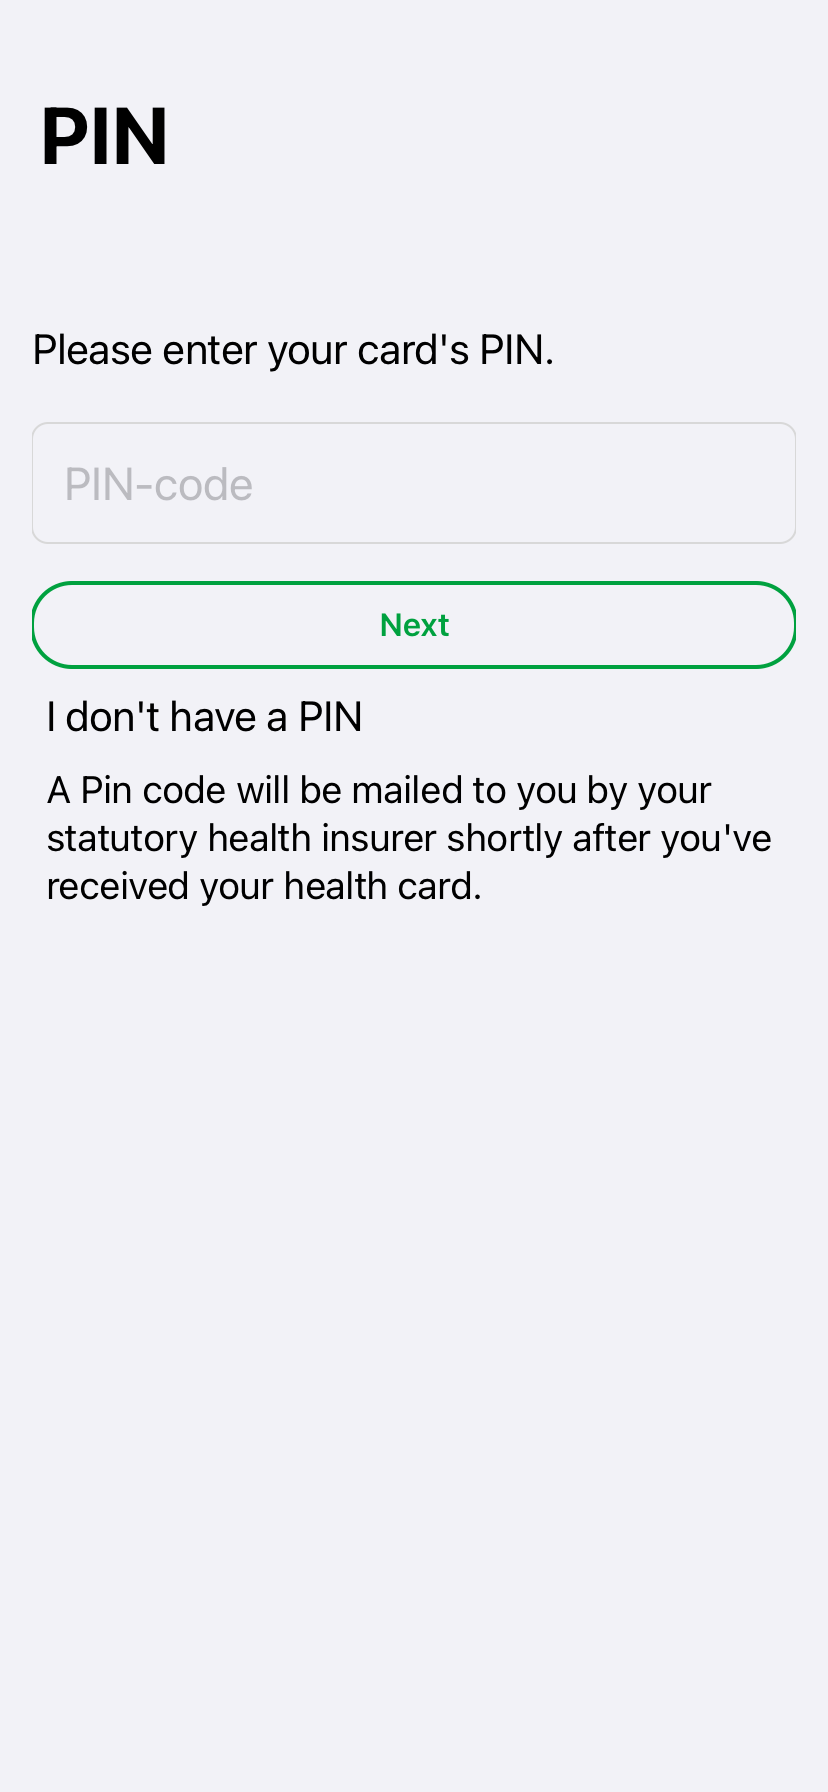 PIN
Please enter your card's PIN.
PIN-code
Next
I don't have a PIN
A Pin code will be mailed to you by your
statutory health insurer shortly after you've
received your health card.